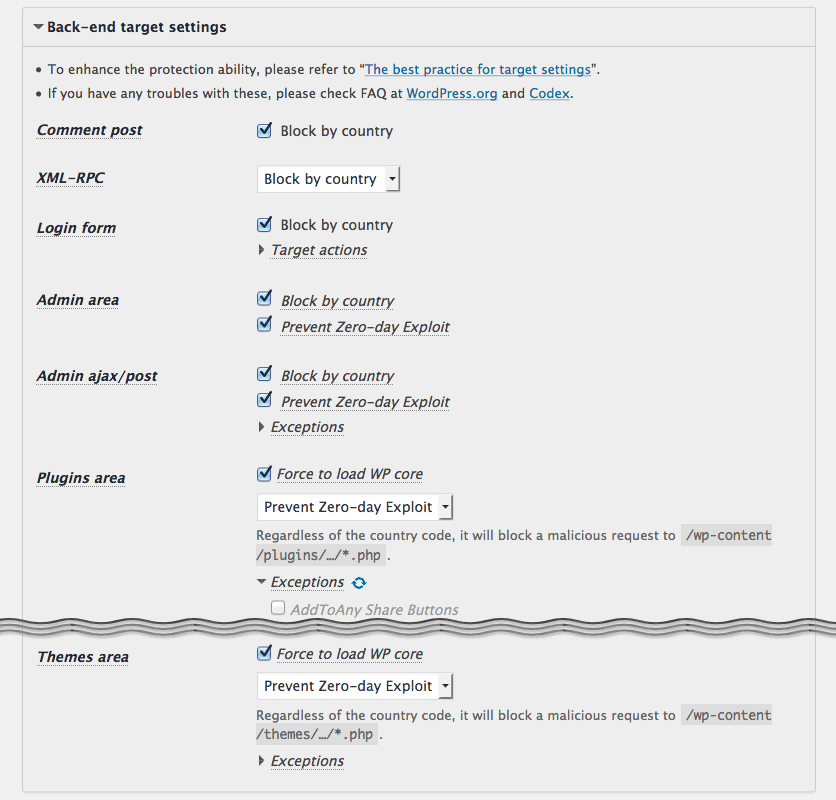 Back-end target settings
To enhance the protection ability, please refer to “The best practice for target settings”.
If you have any troubles with these, please check FAQ at WordPress.org and Codex.
Comment post
Block by country
XML-RPC
Block by country
Login form
Block by country
Target actions
Admin area
Block by country
Prevent Zero-day Exploit
Admin ajax/post
Block by country
Prevent Zero-day Exploit
Exceptions
Plugins area
Force to load WP core
Prevent Zero-day Exploit
Regardless of the country code, it will block a malicious request to /wp-content
/plugins/…/*.php .
Exceptions
AddToAny Share Buttons
Themes area
Force to load WP core
Prevent Zero-day Exploit
Regardless of the country code, it will block a malicious request to /wp-content
/themes/…/*.php .
Exceptions